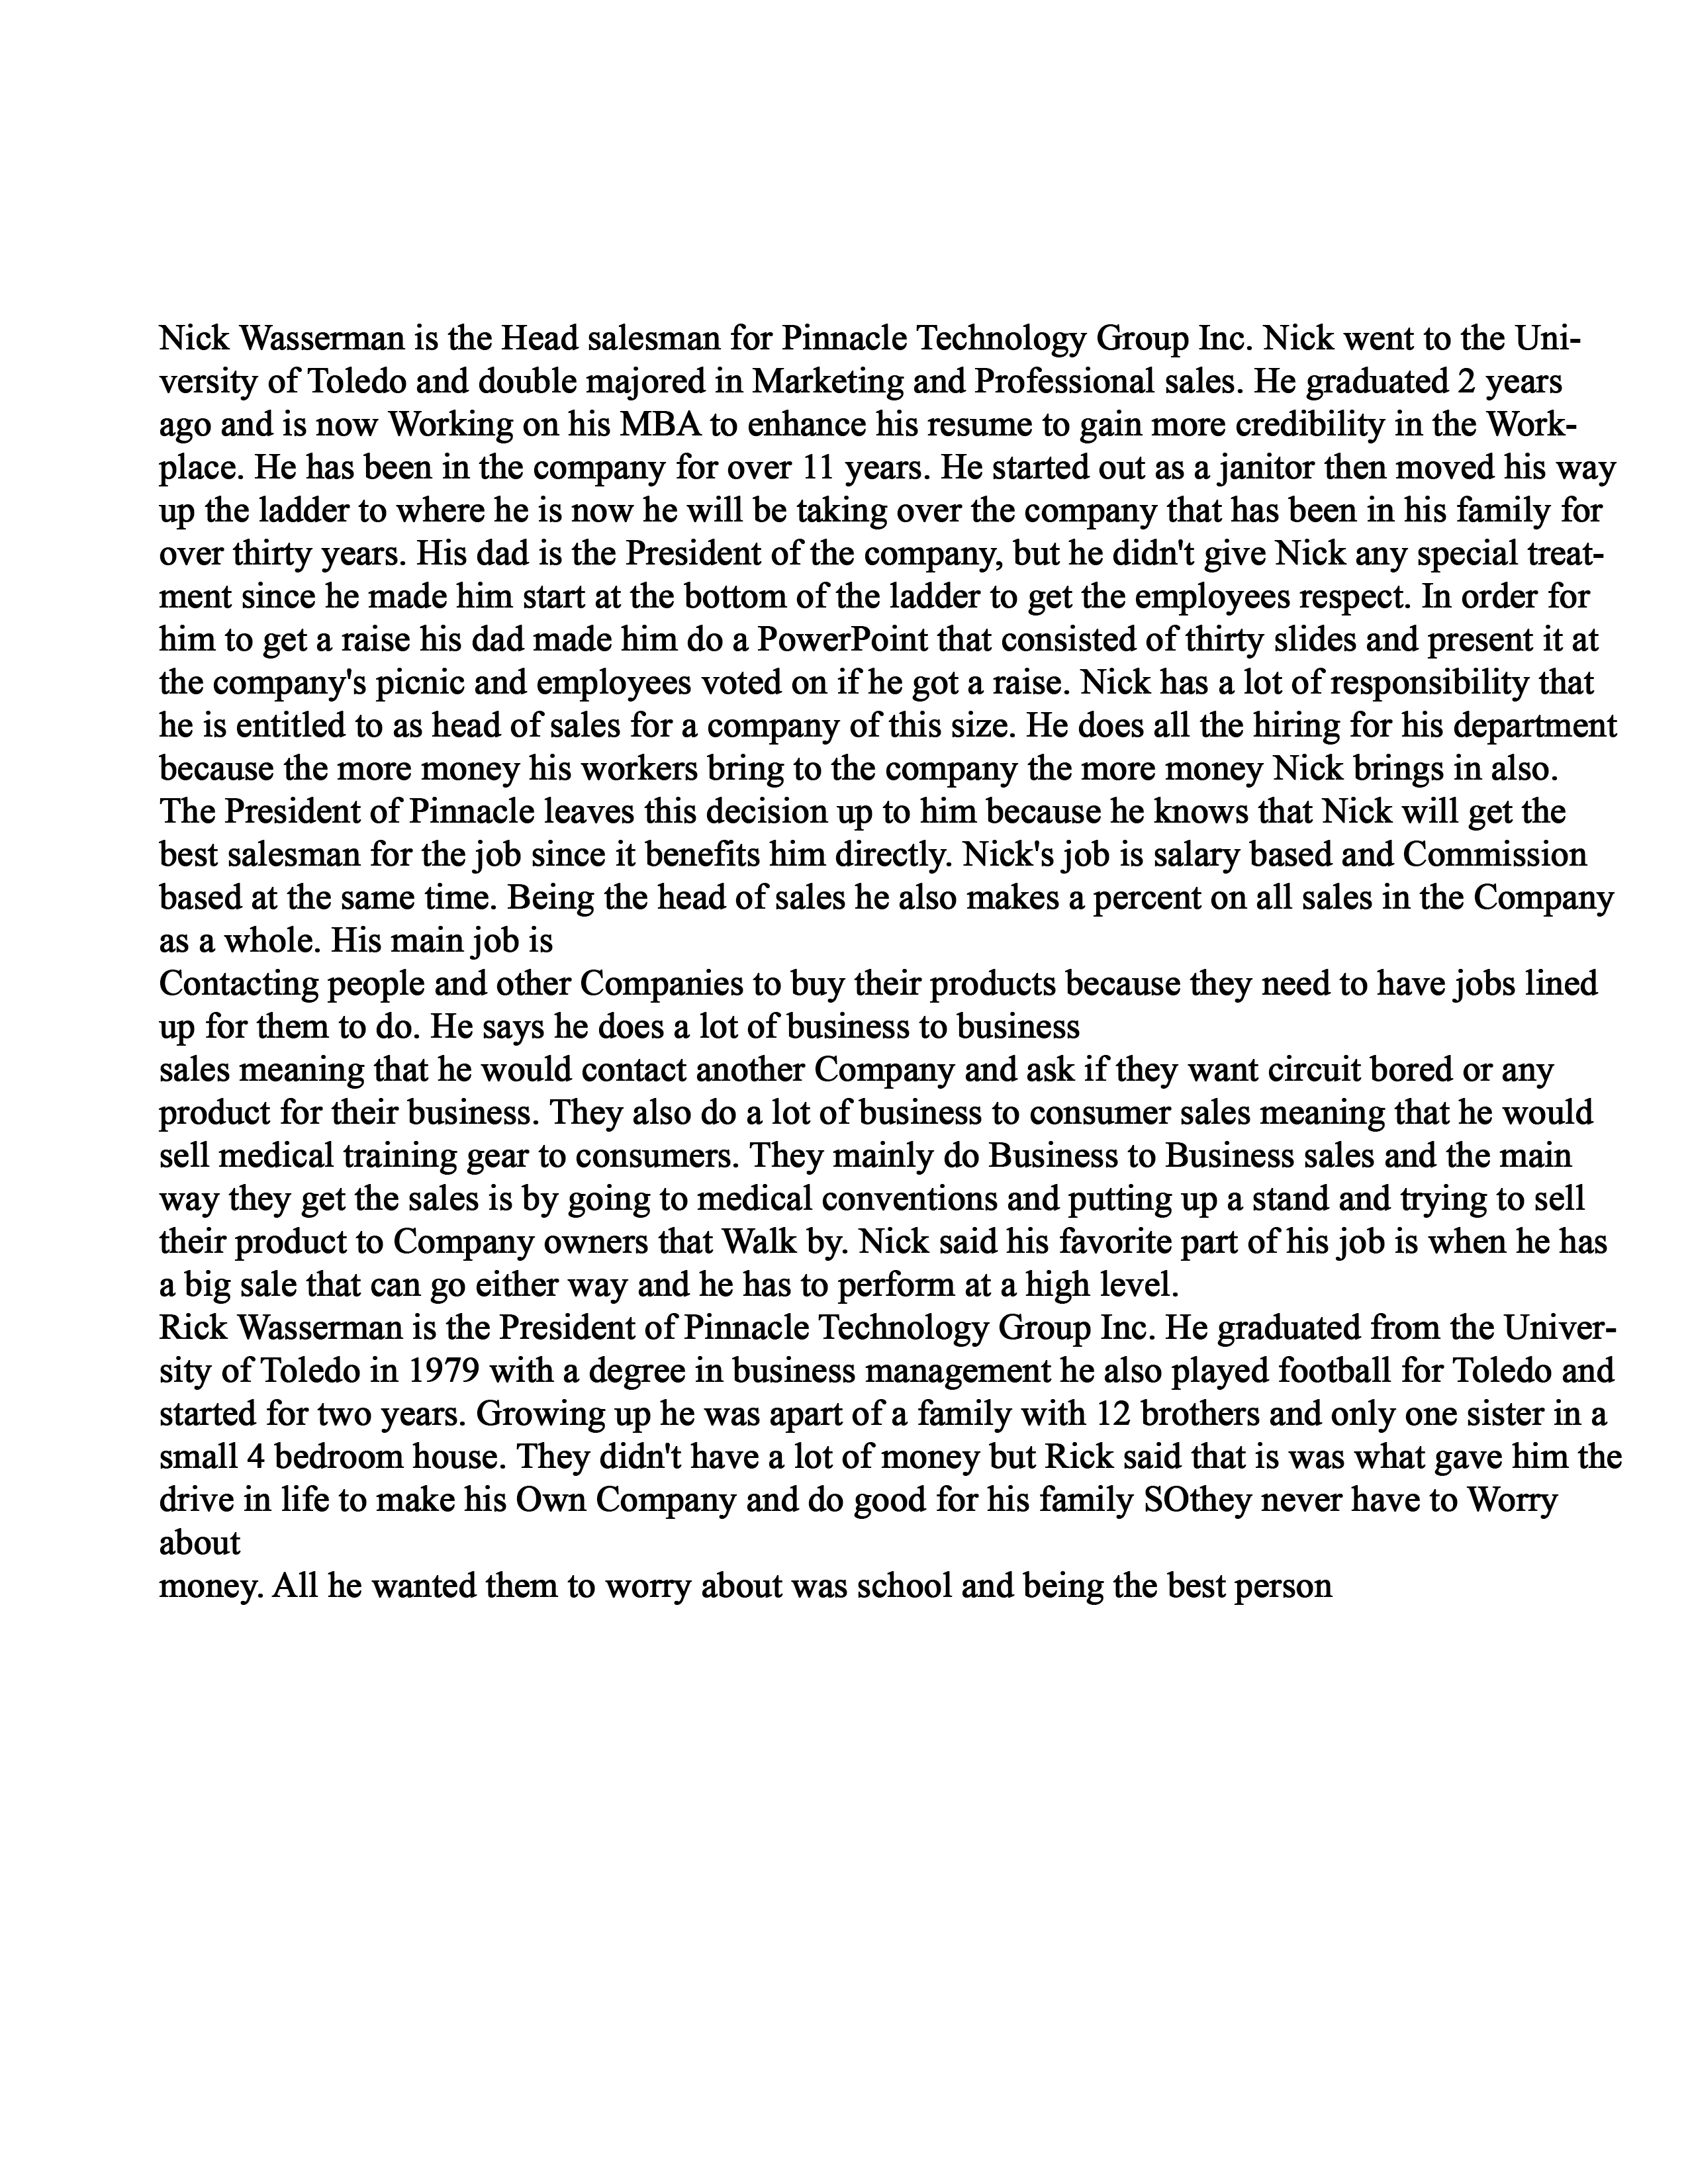 Nick Wasserman is the Head salesman for Pinnacle Technology Group Inc. Nick went to the Uni-
versity of Toledo and double majored in Marketing and Professional sales. He graduated 2 years
ago and is now Working on his MBA to enhance his resume to gain more credibility in the Work-
place. He has been in the company for over 11 years. He started out as a janitor then moved his way
up the ladder to where he is now he will be taking over the company that has been in his family for
over thirty years. His dad is the President of the company, but he didn't give Nick any special treat-
ment since he made him start at the bottom of the ladder to get the employees respect. In order for
him to get a raise his dad made him do a PowerPoint that consisted of thirty slides and present it at
the company's picnic and employees voted on if he got a raise. Nick has a lot of responsibility that
he is entitled to as head of sales for a company of this size. He does all the hiring for his department
because the more money his workers bring to the company the more money Nick brings in also.
The President of Pinnacle leaves this decision up to him because he knows that Nick will get the
best salesman for the job since it benefits him directly. Nick's job is salary based and Commission
based at the same time. Being the head of sales he also makes a percent on all sales in the Company
as a whole. His main job is
Contacting people and other Companies to buy their products because they need to have jobs lined
up for them to do. He says he does a lot of business to business
sales meaning that he would contact another Company and ask if they want circuit bored or any
product for their business. They also do a lot of business to consumer sales meaning that he would
sell medical training gear to consumers. They mainly do Business to Business sales and the main
way they get the sales is by going to medical conventions and putting up a stand and trying to sell
their product to Company owners that Walk by. Nick said his favorite part of his job is when he has
a big sale that can go either way and he has to perform at a high level.
Rick Wasserman is the President of Pinnacle Technology Group Inc. He graduated from the Univer-
sity of Toledo in 1979 with a degree in business management he also played football for Toledo and
started for two years. Growing up he was apart of a family with 12 brothers and only one sister in a
small 4 bedroom house. They didn't have a lot of money but Rick said that is was what gave him the
drive in life to make his Own Company and do good for his family SOthey never have to Worry
about
money. All he wanted them to worry about was school and being the best person